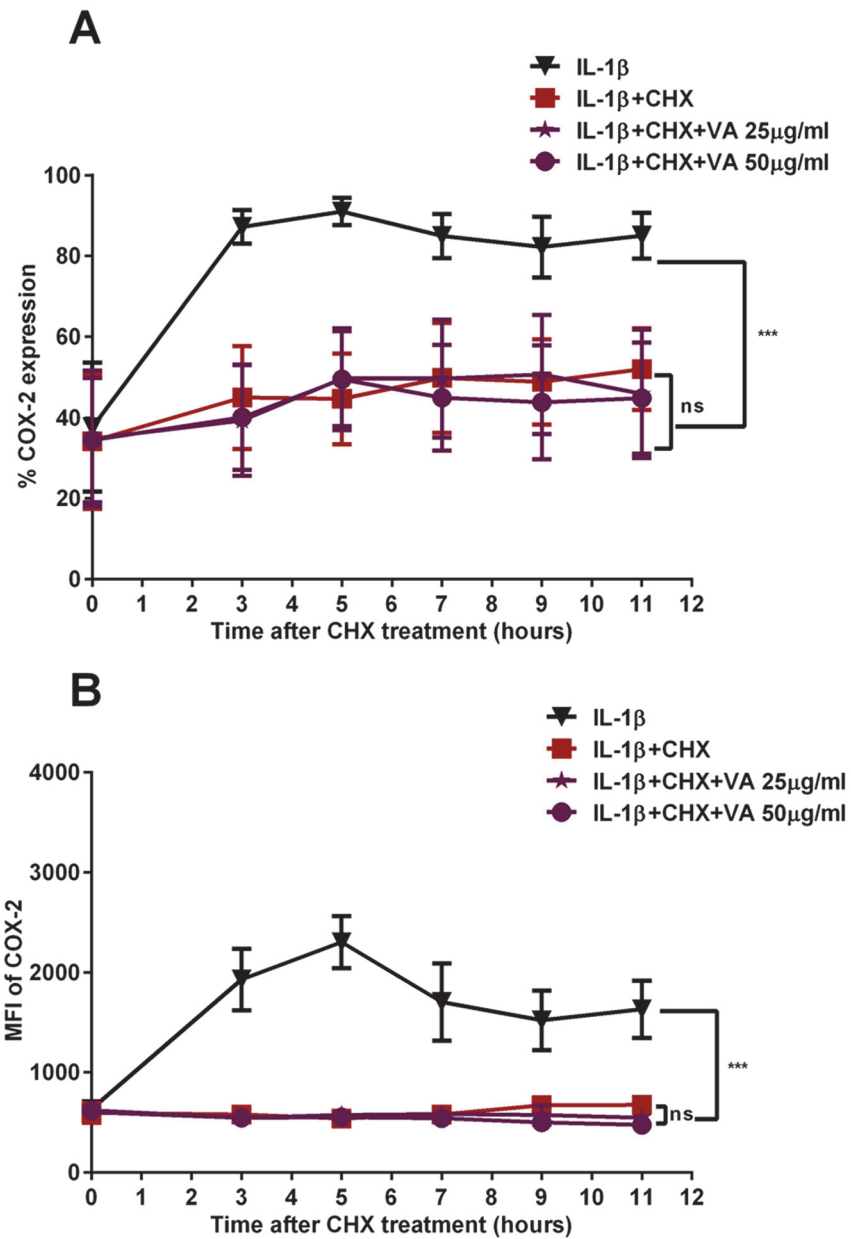 A
IL-1β
IL-1β+CHX
IL-1β+CHX+VA 25μg/ml
IL-1β+CHX+VA 50μg/ml
100
80
60
40
20
0
% COX-2 expression
***
ns
0 1 2 3 4 5 6 7 8 9 10 11 12
Time after CHX treatment (hours)
B
IL-1β
IL-1β+CHX
IL-1β+CHX+VA 25μg/ml
IL-1β+CHX+VA 50μg/ml
4000
3000
2000
1000
0
MFI of COX-2
***
ns
0 1 2 3 4 5 6 7 8 9 10 11 12
Time after CHX treatment (hours)